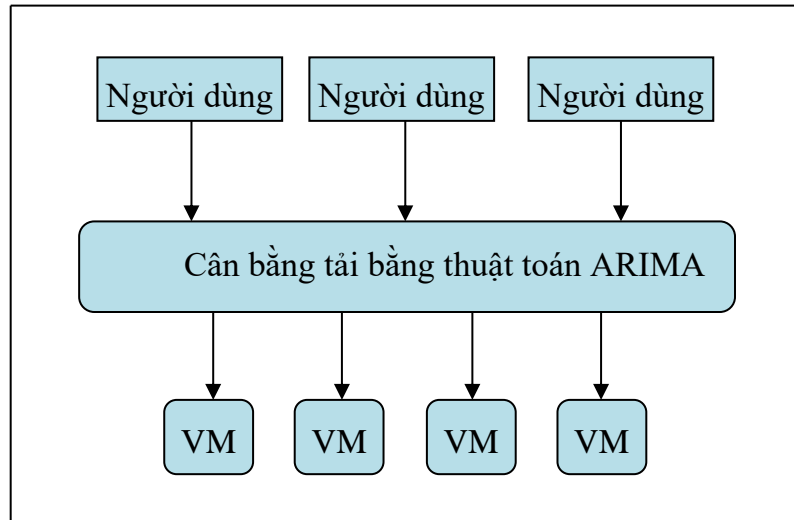 Người dùng Người dùng Người dùng
Cân bằng tải bằng thuật toán ARIMA
VM VM VM VM